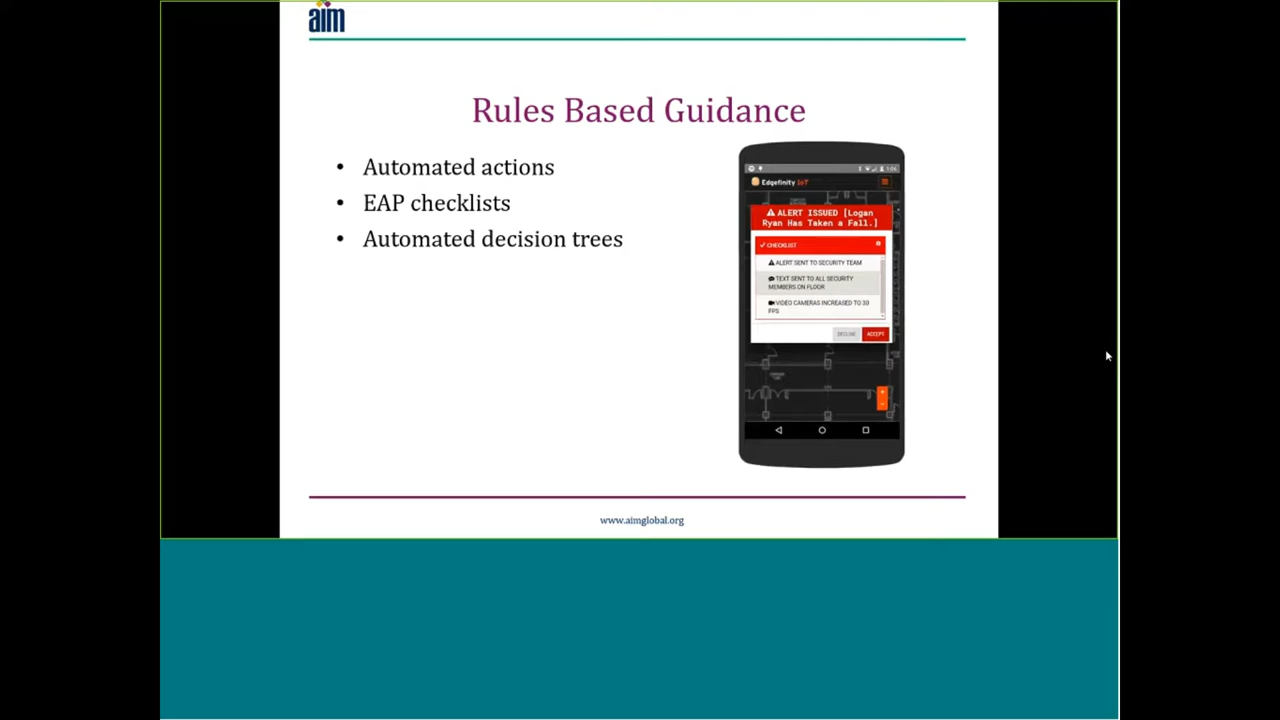 aim
Rules Based Guidance
• Automated actions
• EAP checklists
• Automated decision trees
1:06
Edgefinity IoT
ALERT ISSUED [Logan
Ryan Has Taken a Fall.]
CHECKLIST
ALERT SENT TO SECURITY TEAM
TEXT SENT TO ALL SECURITY
MEMBERS ON FLOOR
VIDEO CAMERAS INCREASED TO 30
FPS
DECLINE ACCEPT
www.aimglobal.org